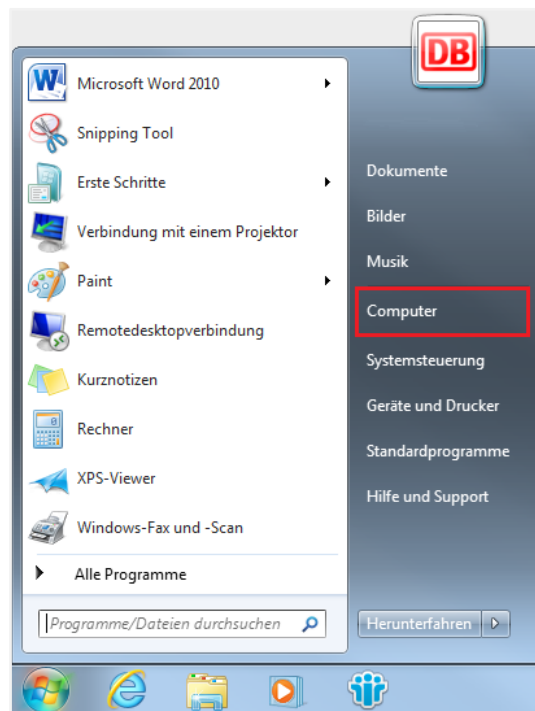 DB
Microsoft Word 2010
Snipping Tool
Erste Schritte
Verbindung mit einem Projektor
Paint
Remotedesktopverbindung
Kurznotizen
Rechner
XPS-Viewer
Windows-Fax und -Scan
Alle Programme
Programme/Dateien durchsuchen
Dokumente
Bilder
Musik
Computer
Systemsteuerung
Geräte und Drucker
Standardprogramme
Hilfe und Support
Herunterfahren